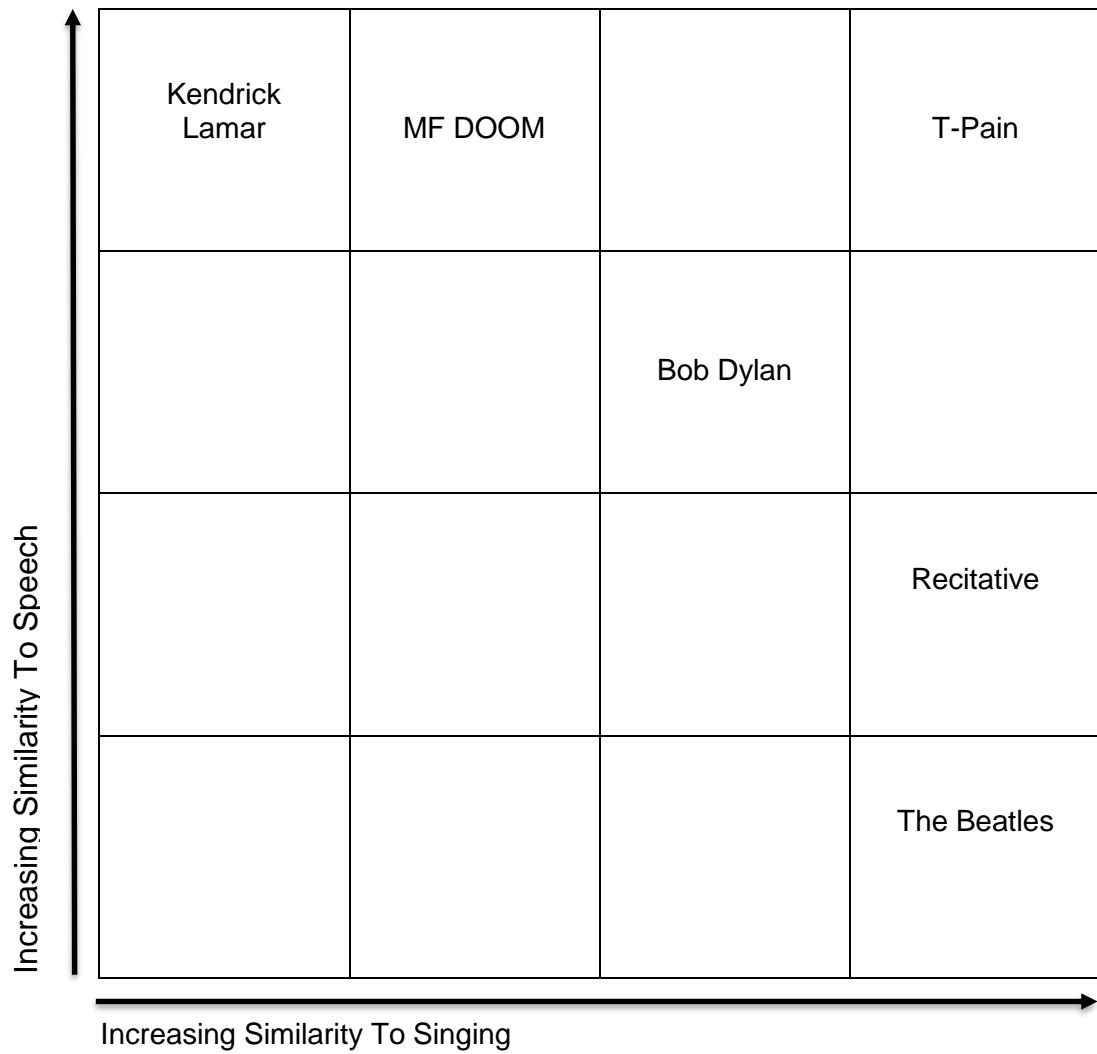 Kendrick
Lamar
MF DOOM
T-Pain
Bob Dylan
Recitative
The Beatles
Increasing Similarity To Speech
Increasing Similarity To Singing